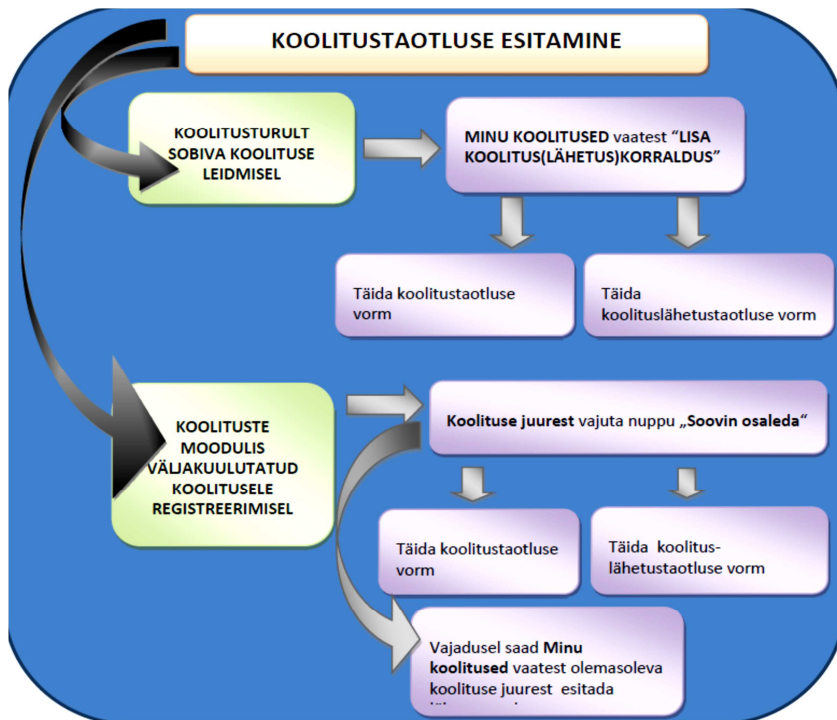 KOOLITUSTAOTLUSE ESITAMINE
KOOLITUSTURULT
SOBIVA KOOLITUSE
LEIDMISEL
MINU KOOLITUSED vaatest “LISA
KOOLITUS(LÄHETUS)KORRALDUS”
Täida koolitustaotluse
vorm
Täida
koolituslähetustaotluse vorm
KOOLITUSTE
MOODULIS
VÄLJAKUULUTATUD
KOOLITUSELE
REGISTREERIMISEL
Koolituse juurest vajuta nuppu „Soovin osaleda“
Täida koolitustaotluse
vorm
Täida koolitus-
lähetustaotluse vorm
Vajadusel saad Minu
koolitused vaatest olemasoleva
koolituse juurest esitada